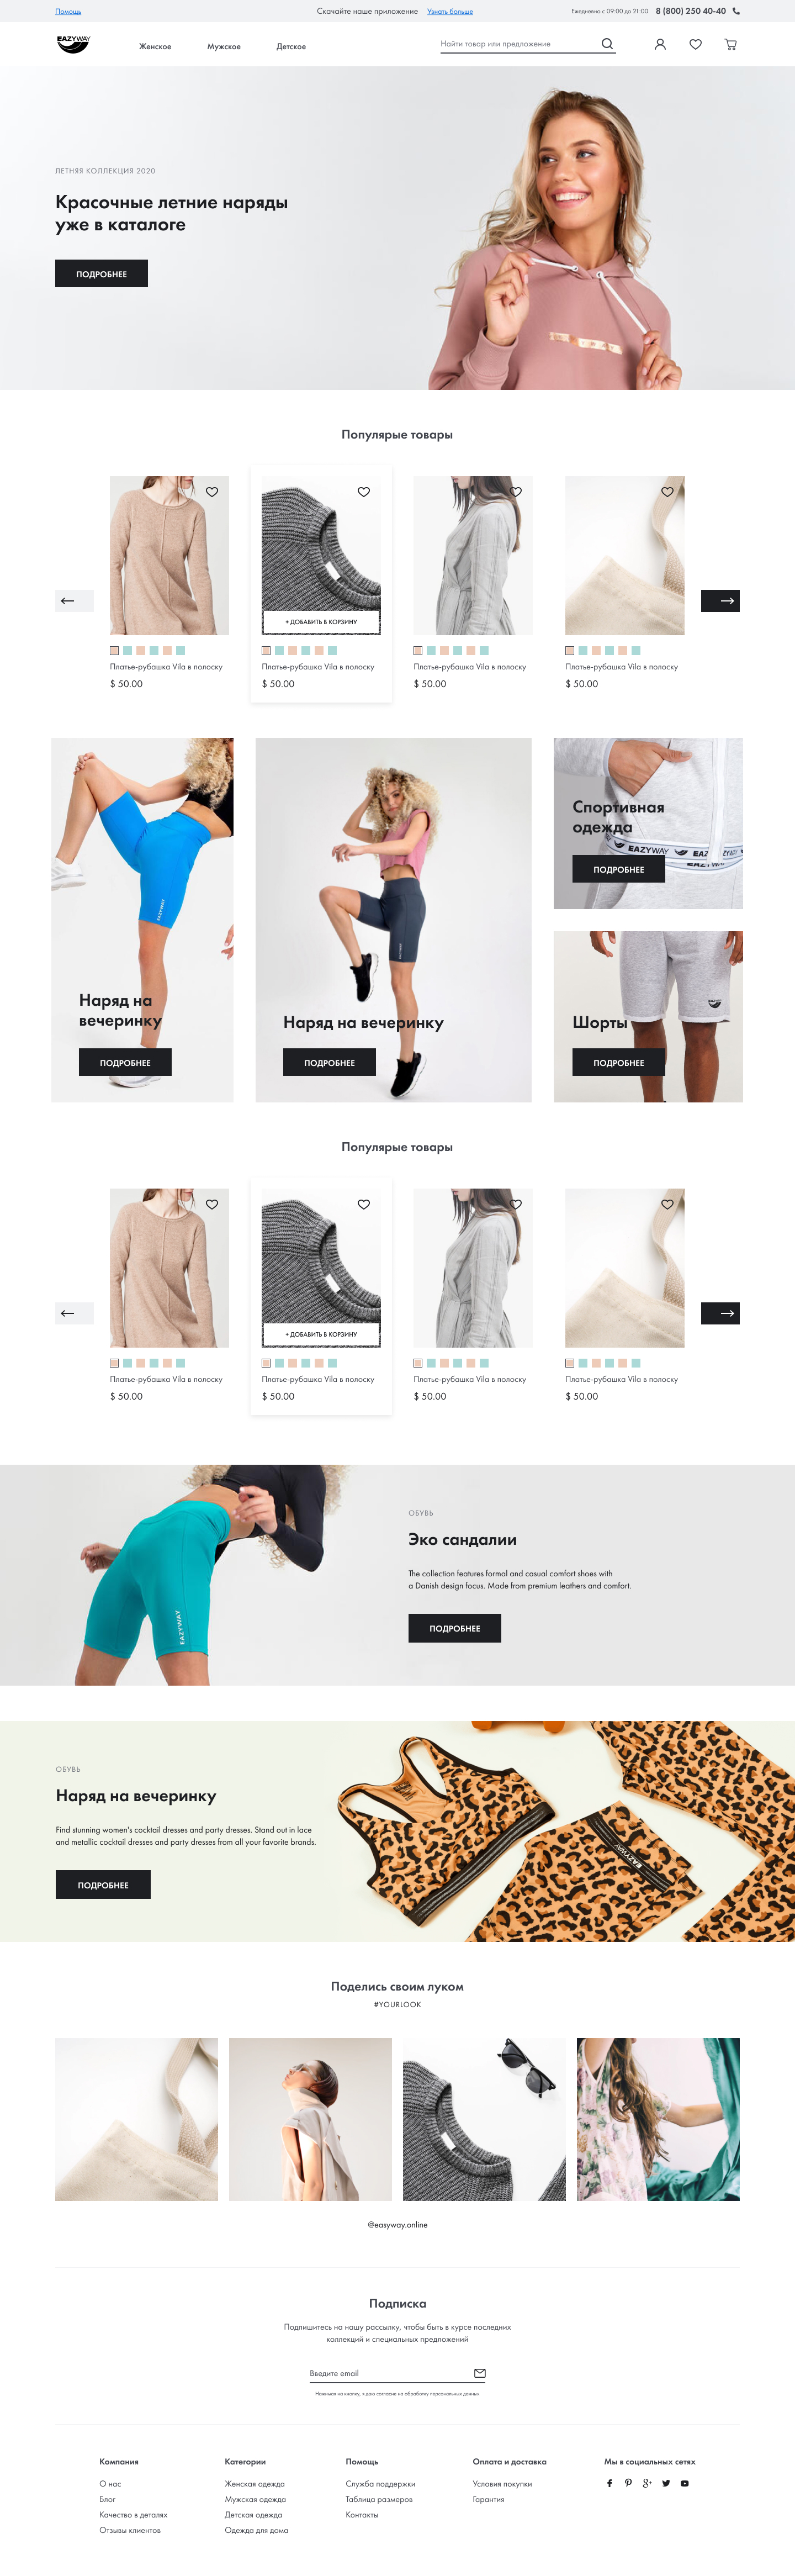 Помощь
Скачайте наше приложение Узнать больше
Ежедневно с 09:00 до 21:00 8 (800) 250 40-40
EAZYWAY
Женское Мужское Детское
Найти товар или предложение
ЛЕТНЯЯ КОЛЛЕКЦИЯ 2020
Красочные летние наряды
уже в каталоге
ПОДРОБНЕЕ
Популярые товары
+ ДОБАВИТЬ В КОРЗИНУ
Платье-рубашка Vila в полоску
$ 50.00
Платье-рубашка Vila в полоску
$ 50.00
Платье-рубашка Vila в полоску
$ 50.00
Платье-рубашка Vila в полоску
$ 50.00
EAZYWAY
Наряд на
вечеринку
ПОДРОБНЕЕ
Наряд на вечеринку
ПОДРОБНЕЕ
Спортивная
одежда
EAZYWAY
ПОДРОБНЕЕ
Шорты
ПОДРОБНЕЕ
Популярые товары
+ ДОБАВИТЬ В КОРЗИНУ
Платье-рубашка Vila в полоску
$ 50.00
Платье-рубашка Vila в полоску
$ 50.00
Платье-рубашка Vila в полоску
$ 50.00
Платье-рубашка Vila в полоску
$ 50.00
EAZYWAY
ОБУВЬ
Эко сандалии
The collection features formal and casual comfort shoes with
a Danish design focus. Made from premium leathers and comfort.
ПОДРОБНЕЕ
ОБУВЬ
Наряд на вечеринку
Find stunning women's cocktail dresses and party dresses. Stand out in lace
and metallic cocktail dresses and party dresses from all your favorite brands.
ПОДРОБНЕЕ
Поделись своим луком
#YOURLOOK
@easyway.online
Подписка
Подпишитесь на нашу рассылку, чтобы быть в курсе последних
коллекций и специальных предложений
Введите email
Нажимая на кнопку, я даю согласие на обработку персональных данных
Компания
О нас
Блог
Качество в деталях
Отзывы клиентов
Категории
Женская одежда
Мужская одежда
Детская одежда
Одежда для дома
Помощь
Служба поддержки
Таблица размеров
Контакты
Оплата и доставка
Условия покупки
Гарантия
Мы в социальных сетях